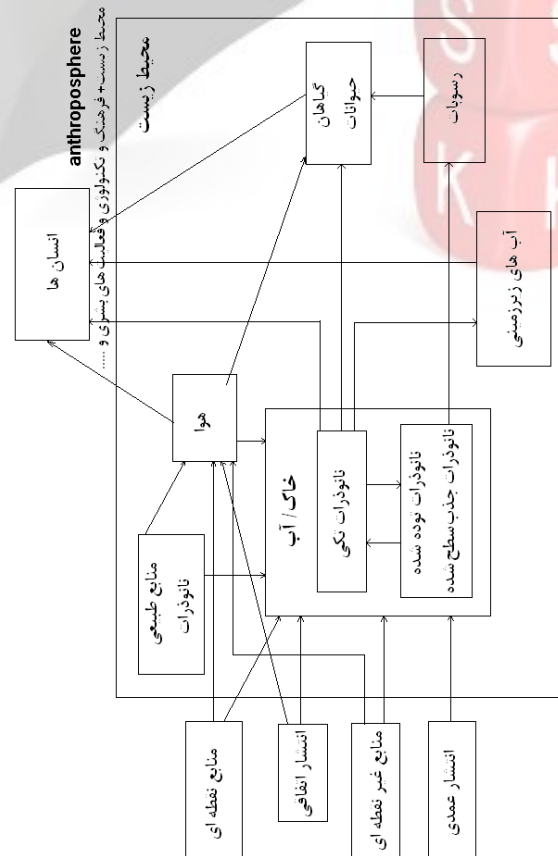 anthroposphere
محیط زیست+ فرهنگ و تکنولوژی و فعالیت های بشری و .....
محیط زیست
انسان ها
گیاهان
حیوانات
رسوبات
آب های زیرزمینی
هوا
خاک / آب
نانوذرات تکی
نانوذرات توده شده
نانوذرات جذب سطح شده
منابع طبیعی
نانوذرات
منابع نقطه ای
انتشار اتفاقی
منابع غیر نقطه ای
انتشار عمدی
S
K
K